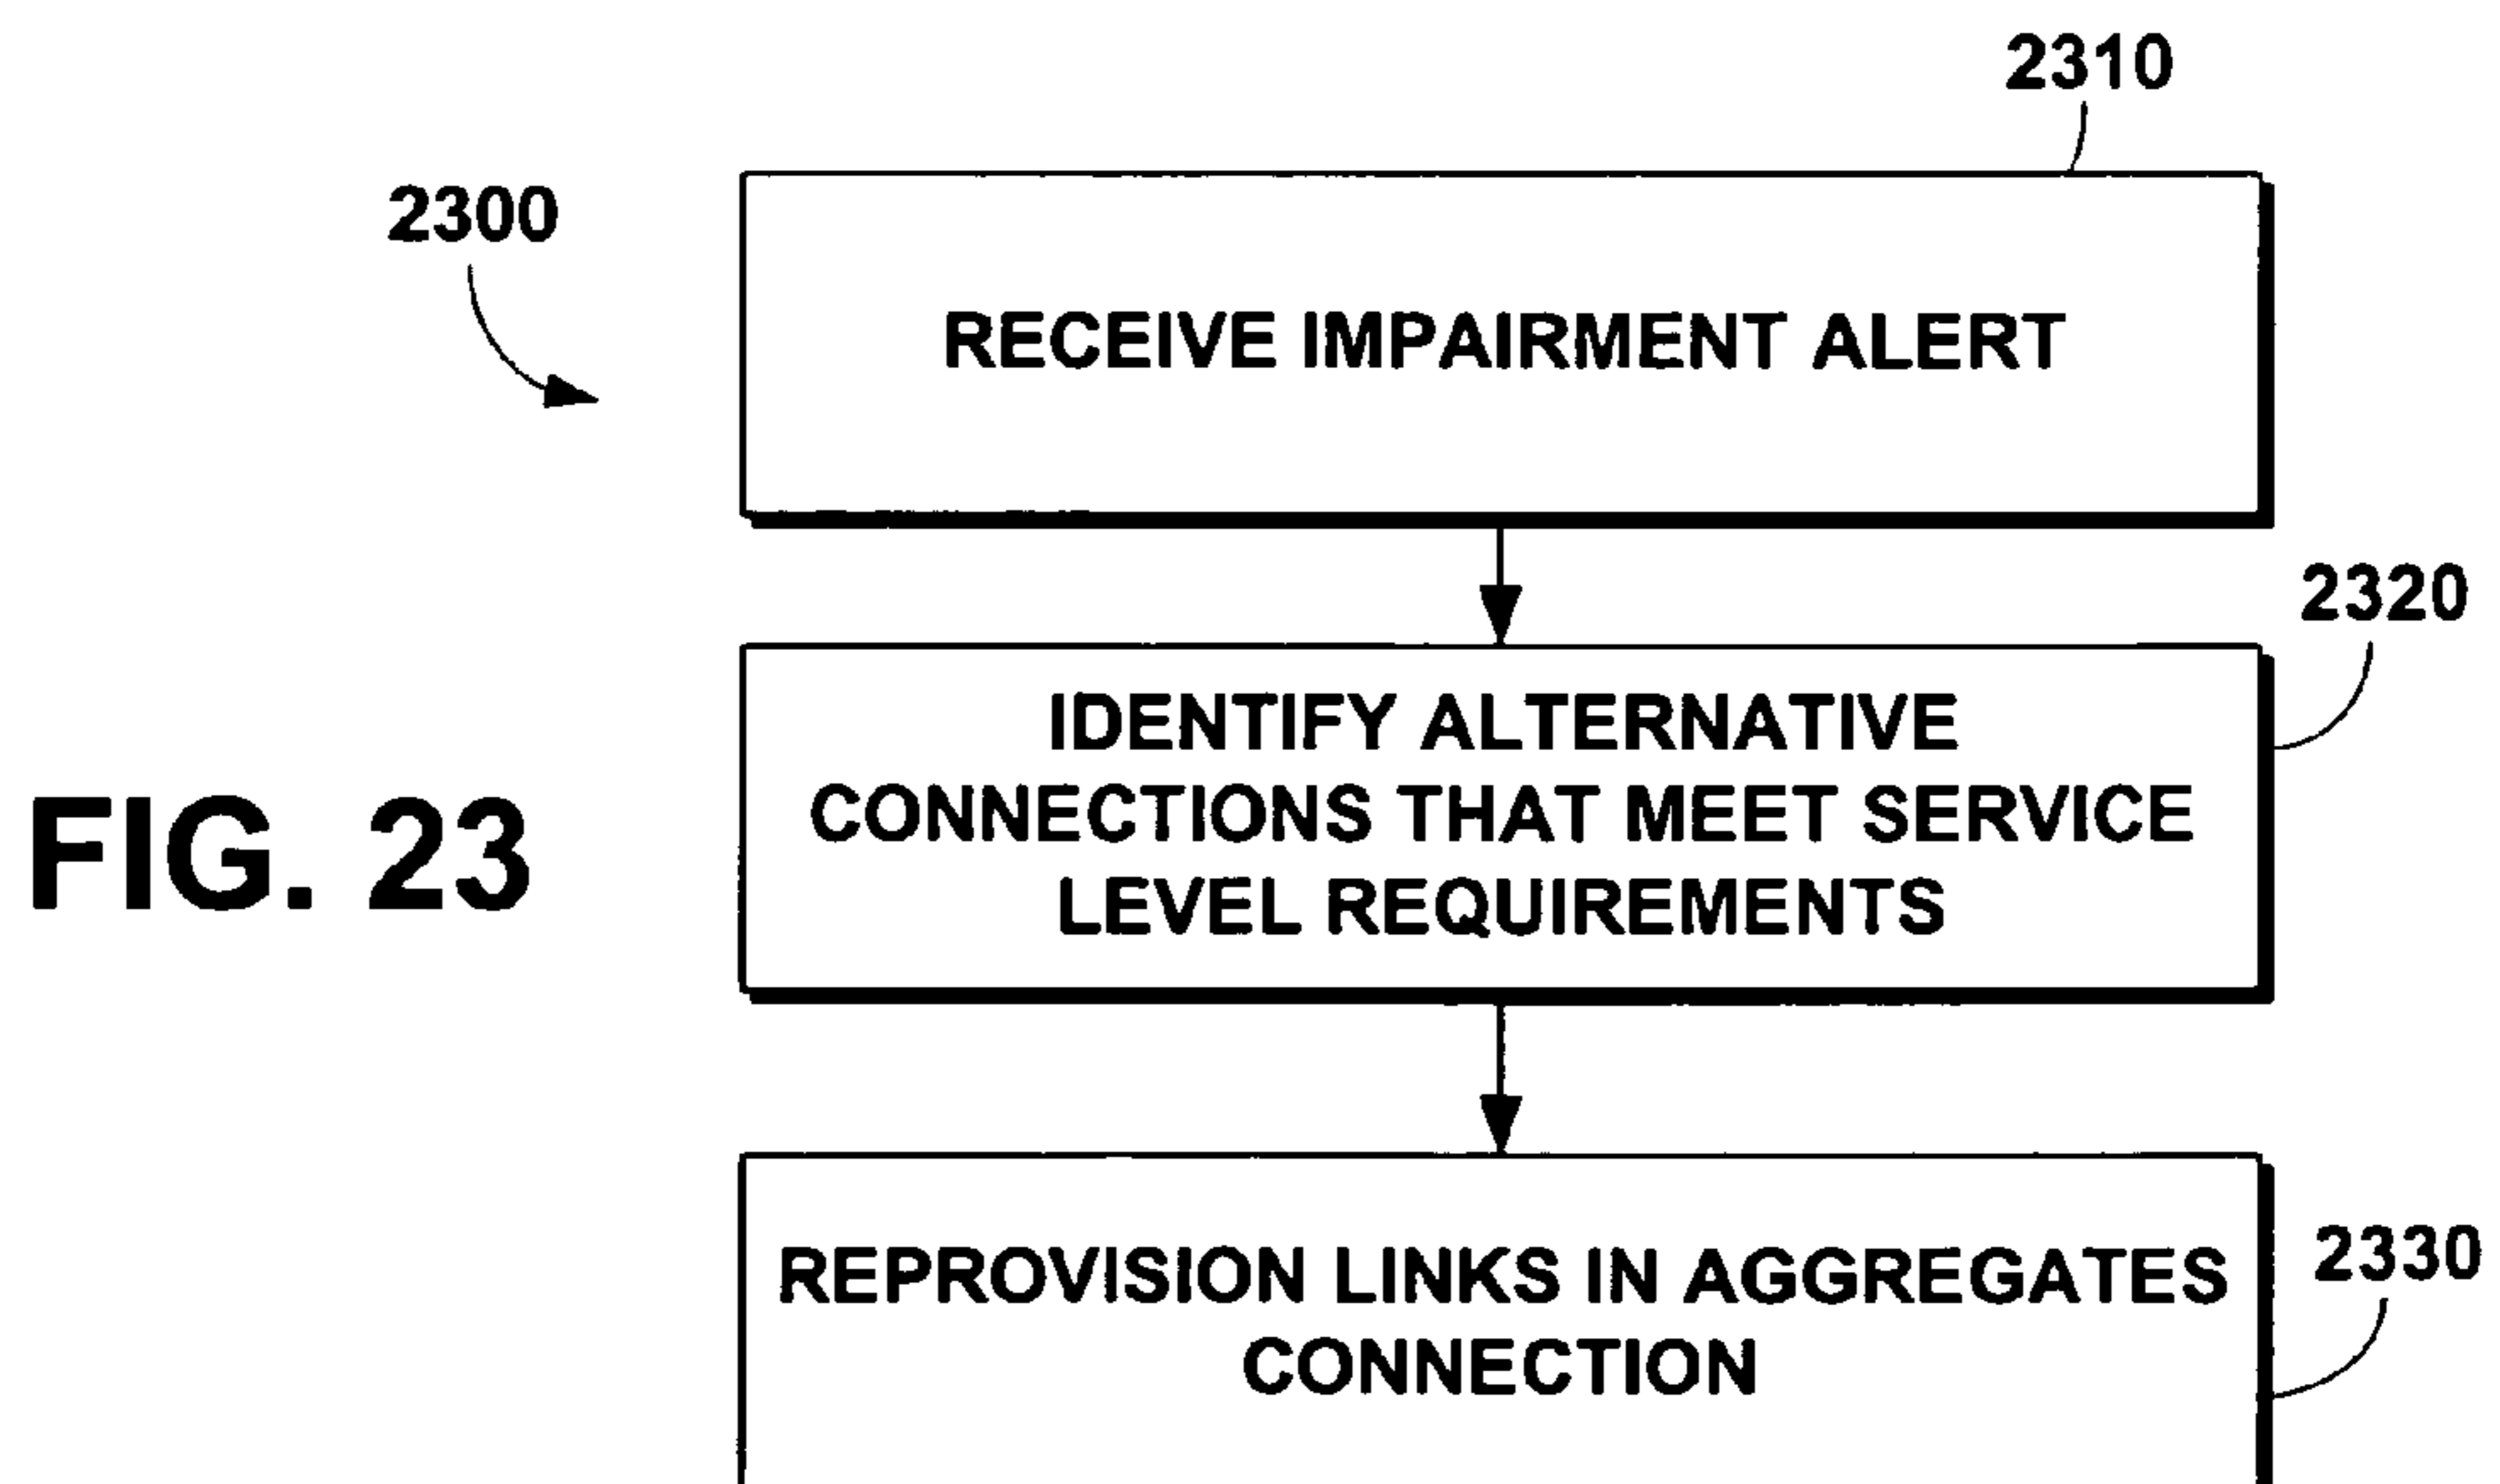 2310
2300
RECEIVE IMPAIRMENT ALERT
2320
IDENTIFY ALTERNATIVE
CONNECTIONS THAT MEET SERVICE
LEVEL REQUIREMENTS
FIG. 23
2330
REPROVISION LINKS IN AGGREGATES
CONNECTION